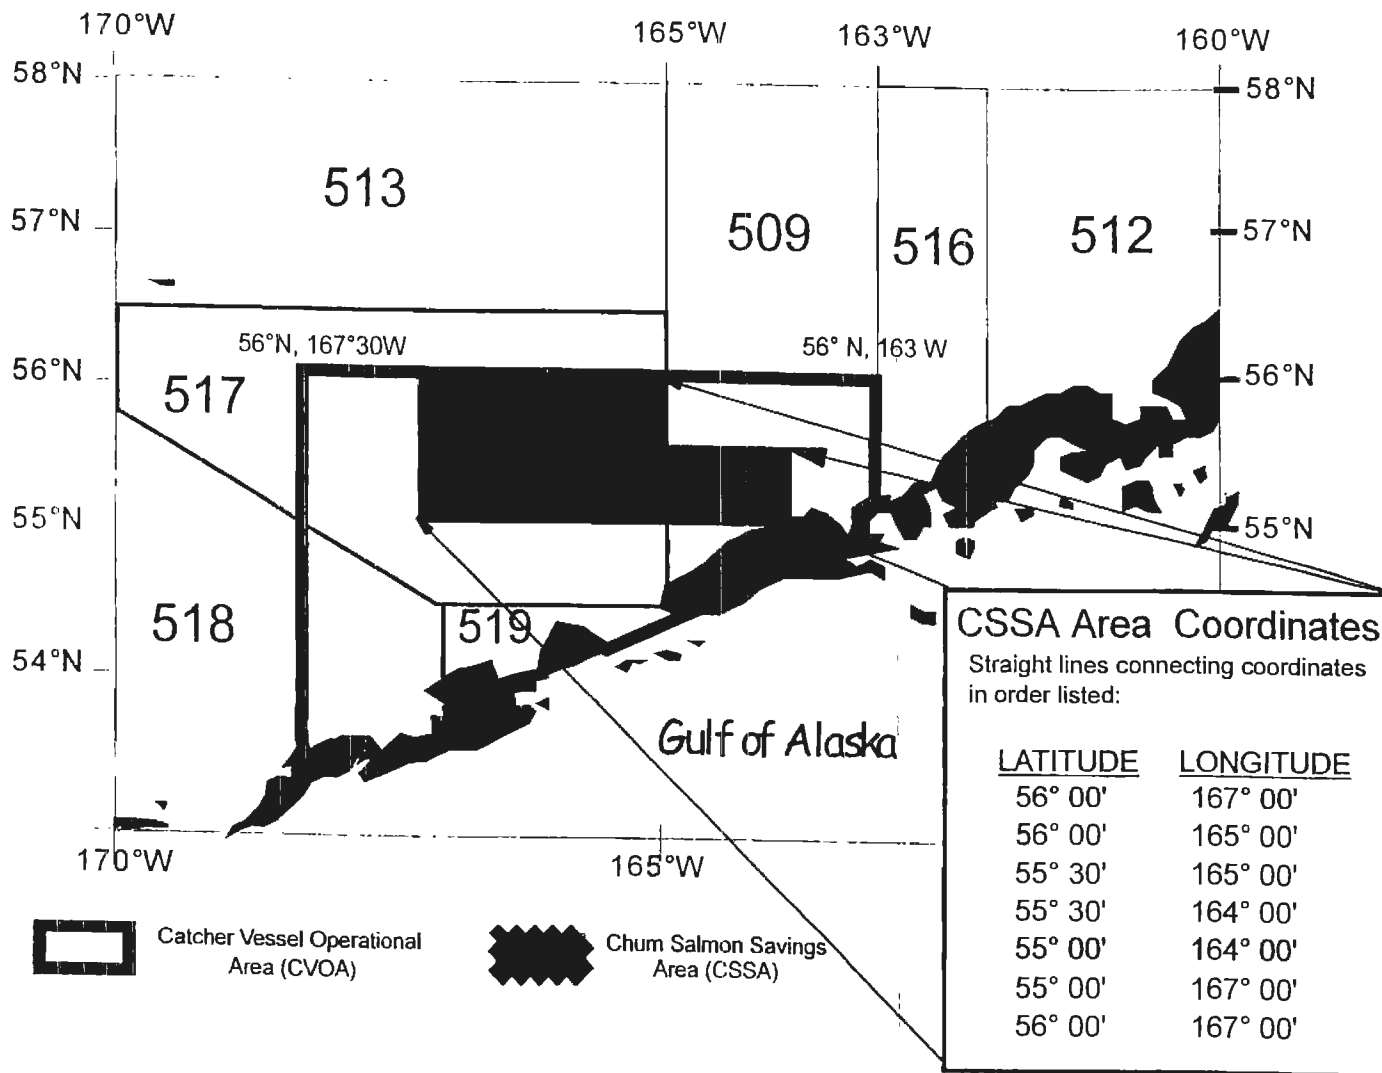 170°W
165°W
163°W
160°W
58°N
58°N
513
57°N
509
516
512
57°N
56°N, 167°30W
56° N, 163 W
56°N
517
56°N
55°N
55°N
518
519
54°N
CSSA Area Coordinates
Straight lines connecting coordinates
in order listed:
Gulf of Alaska
LATITUDE LONGITUDE
56° 00' 167° 00'
56° 00' 165° 00'
55° 30' 165° 00'
55° 30' 164° 00'
55° 00' 164° 00'
55° 00' 167° 00'
56° 00' 167° 00'
170°W
165°W
Catcher Vessel Operational
Area (CVOA)
Chum Salmon Savings
Area (CSSA)